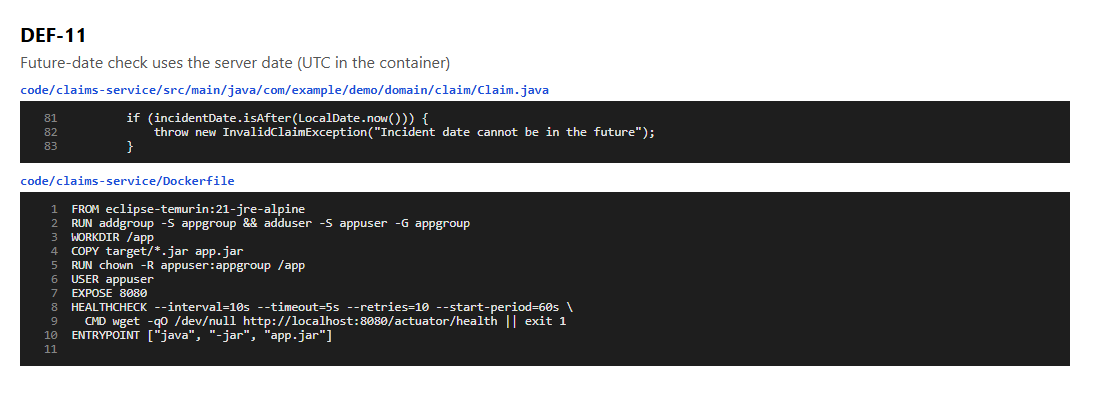 DEF-11
Future-date check uses the server date (UTC in the container)
code/claims-service/src/main/java/com/example/demo/domain/claim/Claim.java
81        if (incidentDate.isAfter(LocalDate.now())) {
82            throw new InvalidClaimException("Incident date cannot be in the future");
83        }
code/claims-service/Dockerfile
1 FROM eclipse-temurin:21-jre-alpine
2 RUN addgroup -S appgroup && adduser -S appuser -G appgroup
3 WORKDIR /app
4 COPY target/*.jar app.jar
5 RUN chown -R appuser:appgroup /app
6 USER appuser
7 EXPOSE 8080
8 HEALTHCHECK --interval=10s --timeout=5s --retries=10 --start-period=60s \
9   CMD wget -qO /dev/null http://localhost:8080/actuator/health || exit 1
10 ENTRYPOINT ["java", "-jar", "app.jar"]
11